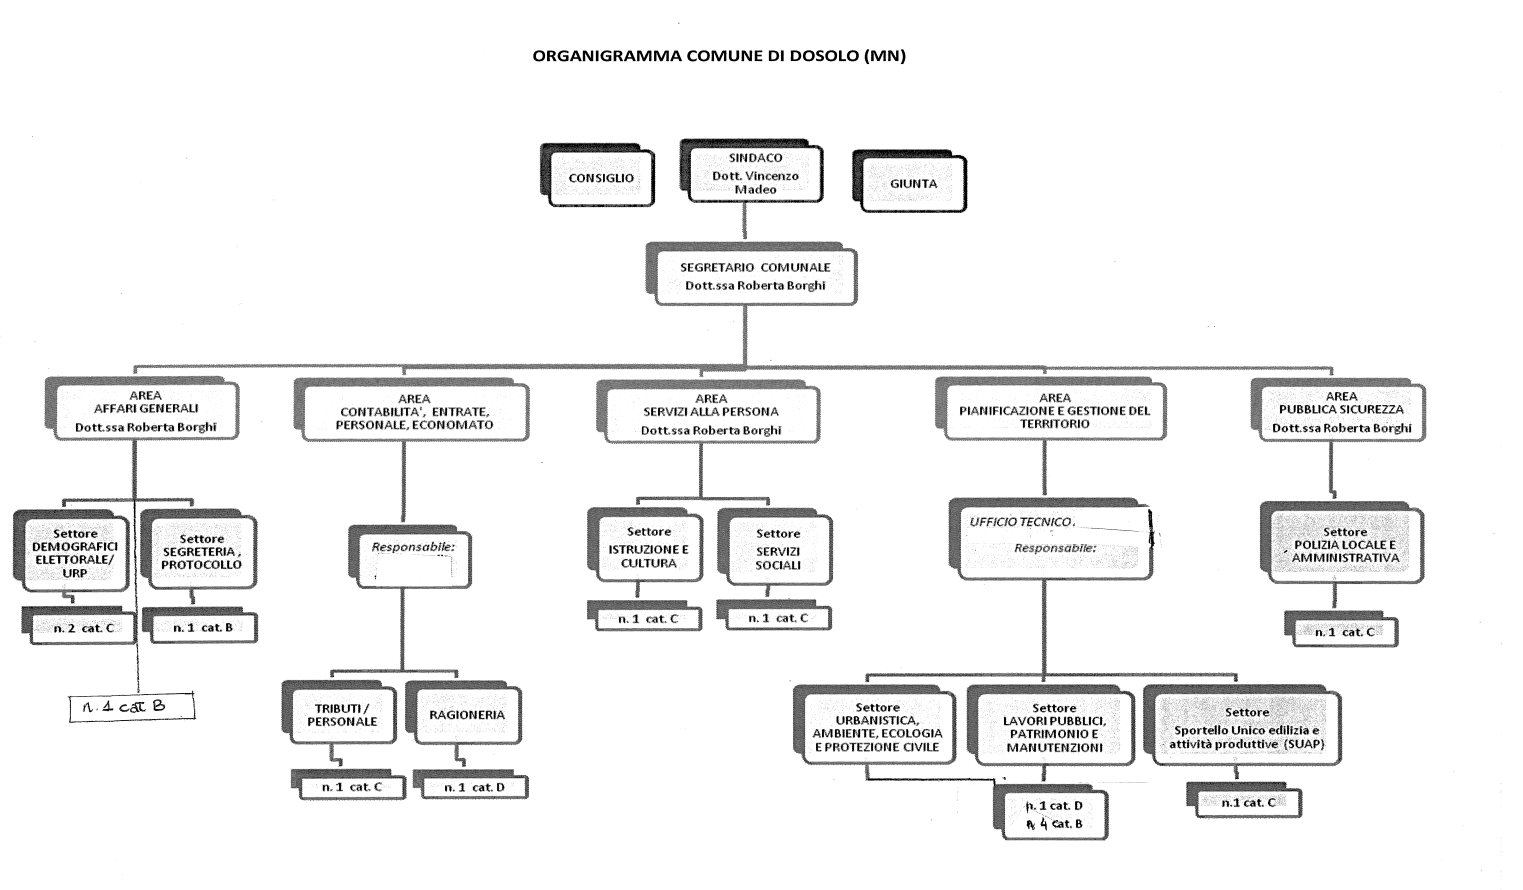 ORGANIGRAMMA COMUNE DI DOSOLO (MN)
CONSIGLIO
SINDACO
Dott. Vincenzo
Madeo
GIUNTA
SEGRETARIO COMUNALE
Dott.ssa Roberta Borghi
AREA
AFFARI GENERALI
Dott.ssa Roberta Borghi
AREA
CONTABILITA', ENTRATE,
PERSONALE, ECONOMATO
AREA
SERVIZI ALLA PERSONA
Dott.ssa Roberta Borghi
AREA
PIANIFICAZIONE E GESTIONE DEL
TERRITORIO
AREA
PUBBLICA SICUREZZA
Dott.ssa Roberta Borghi
Settore
DEMOGRAFICI
ELETTORALE/
URP
Settore
SEGRETERIA ,
PROTOCOLLO
Responsabile:
Settore
ISTRUZIONE E
CULTURA
Settore
SERVIZI
SOCIALI
UFFICIO TECNICO.
Responsabile:
Settore
POLIZIA LOCALE E
AMMINISTRATIVA
n. 2 cat. C
n. 1 cat. B
n. 1 cat. C
n. 1 cat. C
n. 1 cat. C
n. 1 cat B
TRIBUTI /
PERSONALE
RAGIONERIA
Settore
URBANISTICA,
AMBIENTE, ECOLOGIA
E PROTEZIONE CIVILE
Settore
LAVORI PUBBLICI,
PATRIMONIO E
MANUTENZIONI
Settore
Sportello Unico edilizia e
attività produttive (SUAP)
n. 1 cat. C
n. 1 cat. D
n. 1 cat. D
n. 4 cat. B
n.1 cat. C